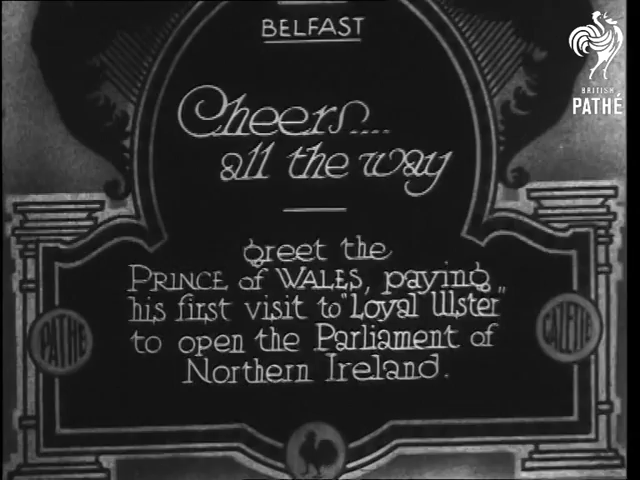 BELFAST
BRITISH
PATHÉ
Cheers....
all the way
greet the
PRINCE of WALES, paying
his first visit to "Loyal Ulster"
to open the Parliament of
Northern Ireland.
PATHE
GAZETTE